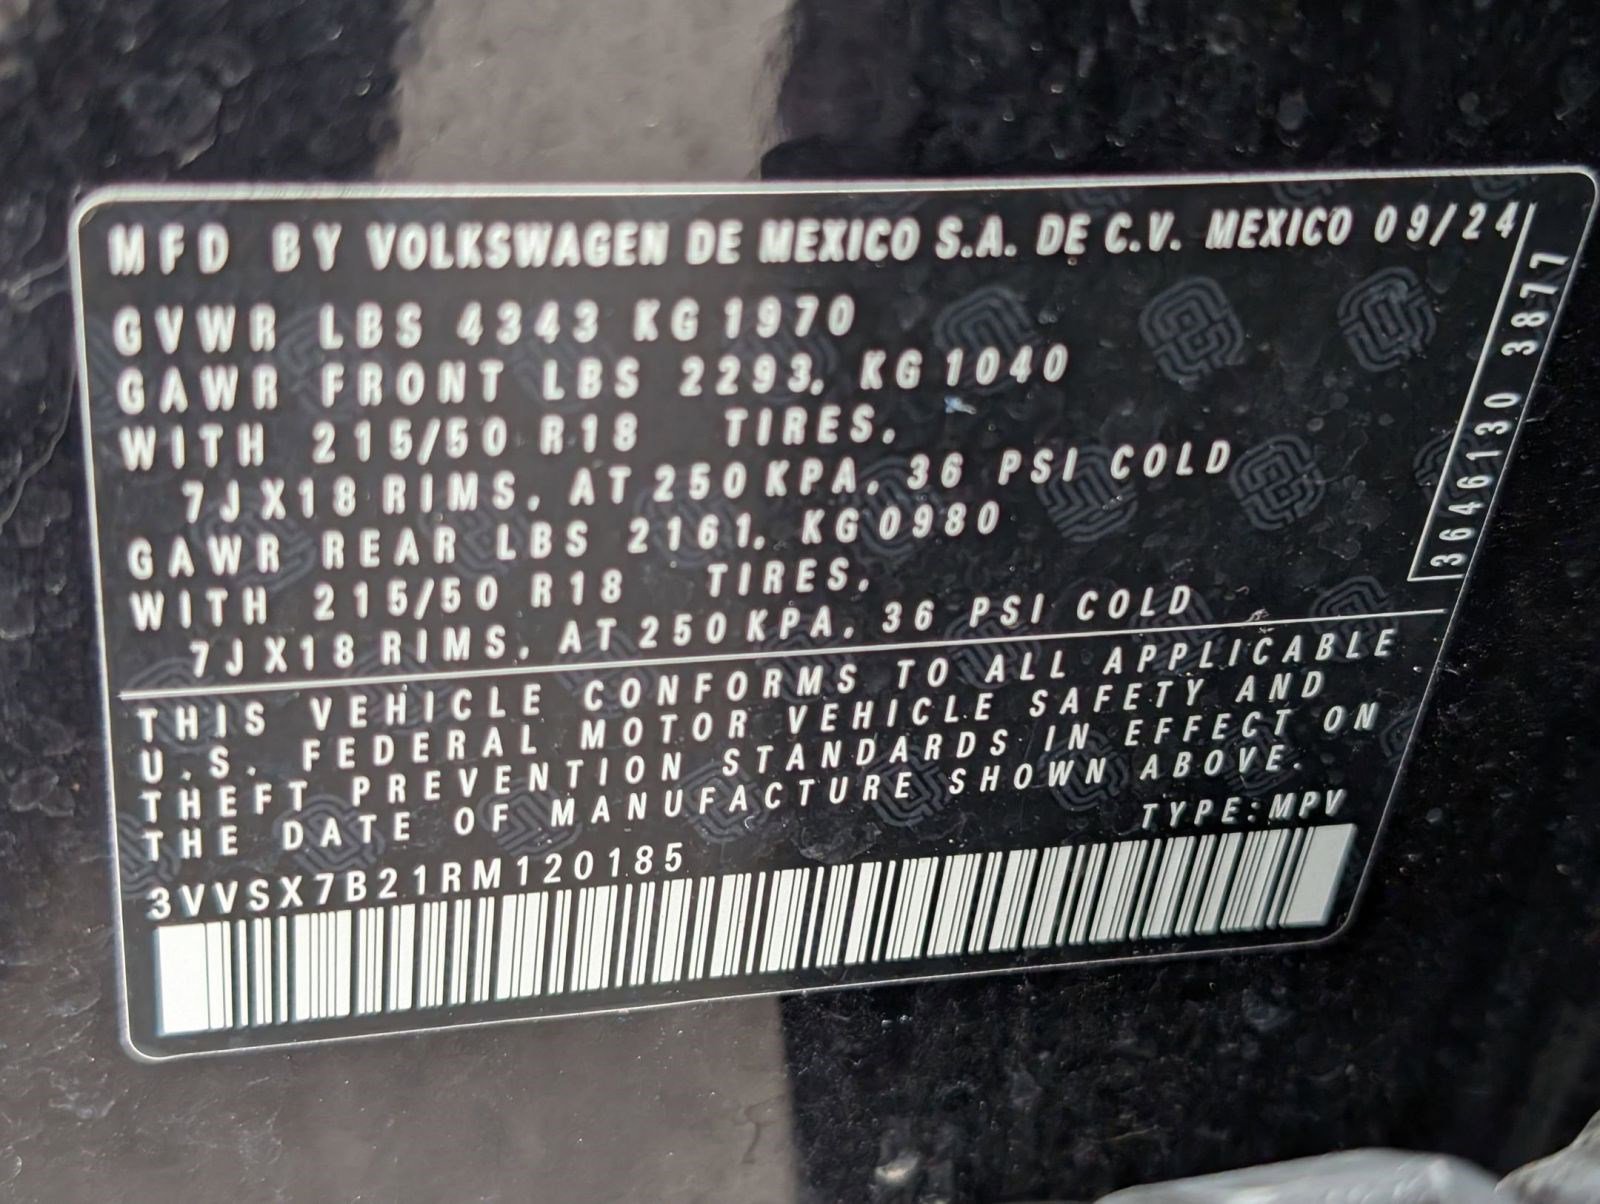 MFD BY VOLKSWAGEN DE MEXICO S.A. DE C.V. MEXICO 09/24
GVWR LBS 4343 KG 1970
GAWR FRONT LBS 2293, KG 1040
WITH 215/50 R18 TIRES,
7JX18 RIMS, AT 250 KPA, 36 PSI COLD
GAWR REAR LBS 2161, KG 0980
WITH 215/50 R18 TIRES,
7JX18 RIMS, AT 250 KPA, 36 PSI COLD
3646130 3877
THIS VEHICLE CONFORMS TO ALL APPLICABLE
U.S. FEDERAL MOTOR VEHICLE SAFETY AND
THEFT PREVENTION STANDARDS IN EFFECT ON
THE DATE OF MANUFACTURE SHOWN ABOVE.
TYPE:MPV
3VVSX7B21RM120185